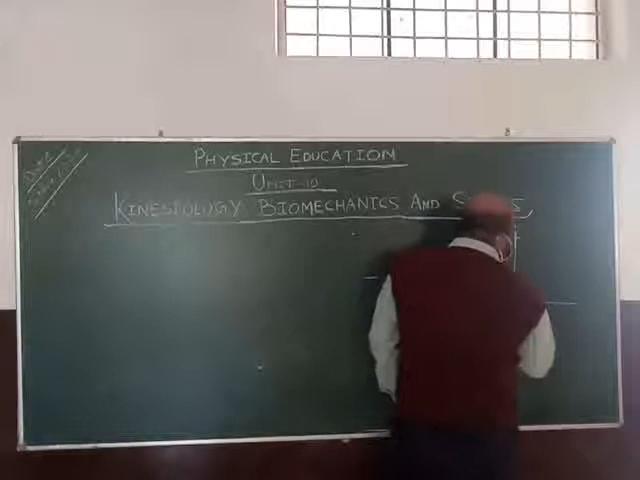 PHYSICAL EDUCATION
UNIT-10
KINESIOLOGY BIOMECHANICS AND S